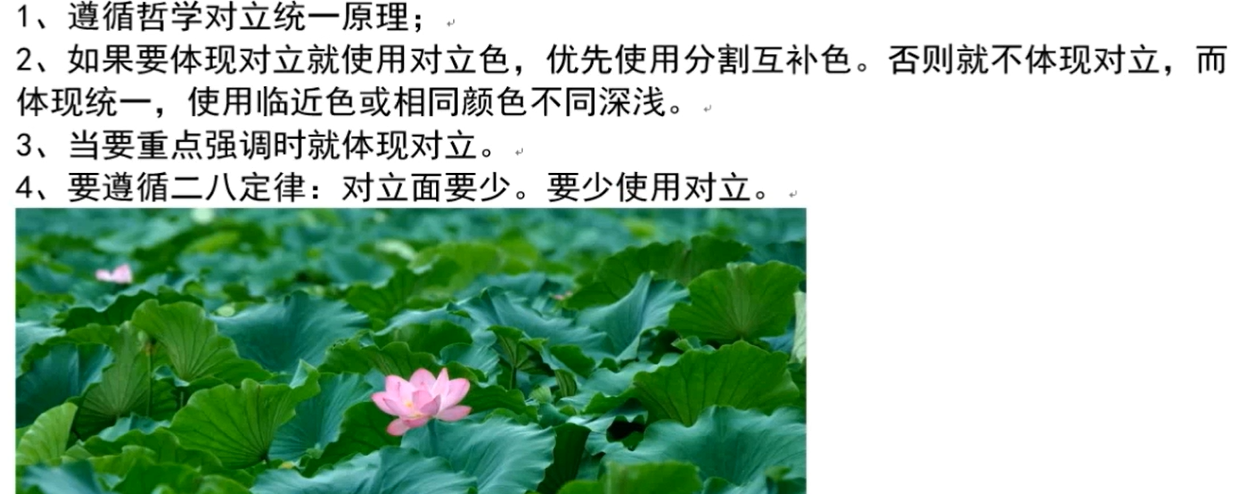 1、遵循哲学对立统一原理；
2、如果要体现对立就使用对立色，优先使用分割互补色。否则就不体现对立，而
体现统一，使用临近色或相同颜色不同深浅。
3、当要重点强调时就体现对立。
4、要遵循二八定律：对立面要少。要少使用对立。